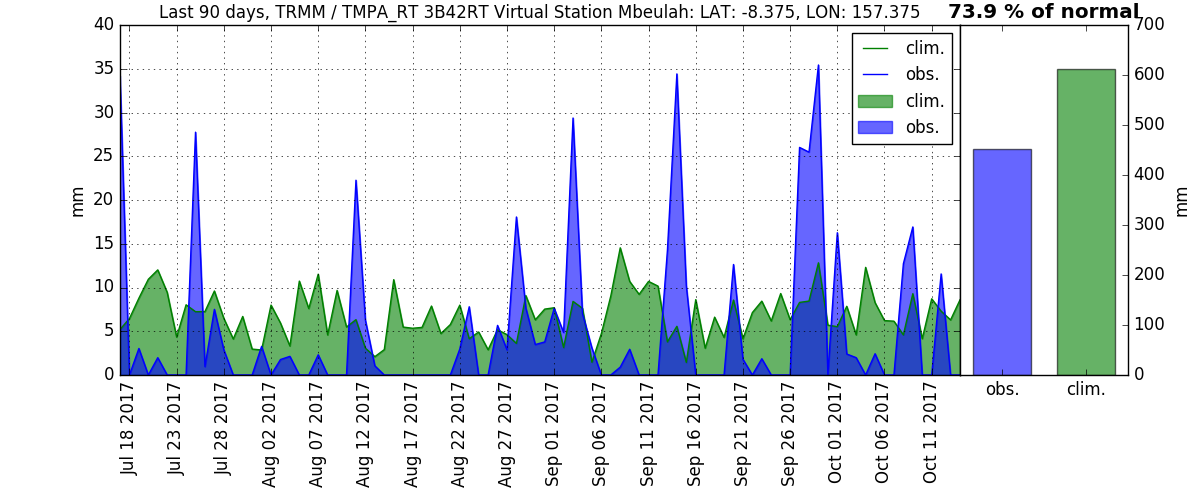 Last 90 days, TRMM / TMPA_RT 3B42RT Virtual Station Mbeulah: LAT: -8.375, LON: 157.375
73.9 % of normal
40
35
30
25
20
15
10
5
0
mm
clim.
obs.
clim.
obs.
Jul 18 2017
Jul 23 2017
Jul 28 2017
Aug 02 2017
Aug 07 2017
Aug 12 2017
Aug 17 2017
Aug 22 2017
Aug 27 2017
Sep 01 2017
Sep 06 2017
Sep 11 2017
Sep 16 2017
Sep 21 2017
Sep 26 2017
Oct 01 2017
Oct 06 2017
Oct 11 2017
700
600
500
400
300
200
100
0
mm
obs.
clim.